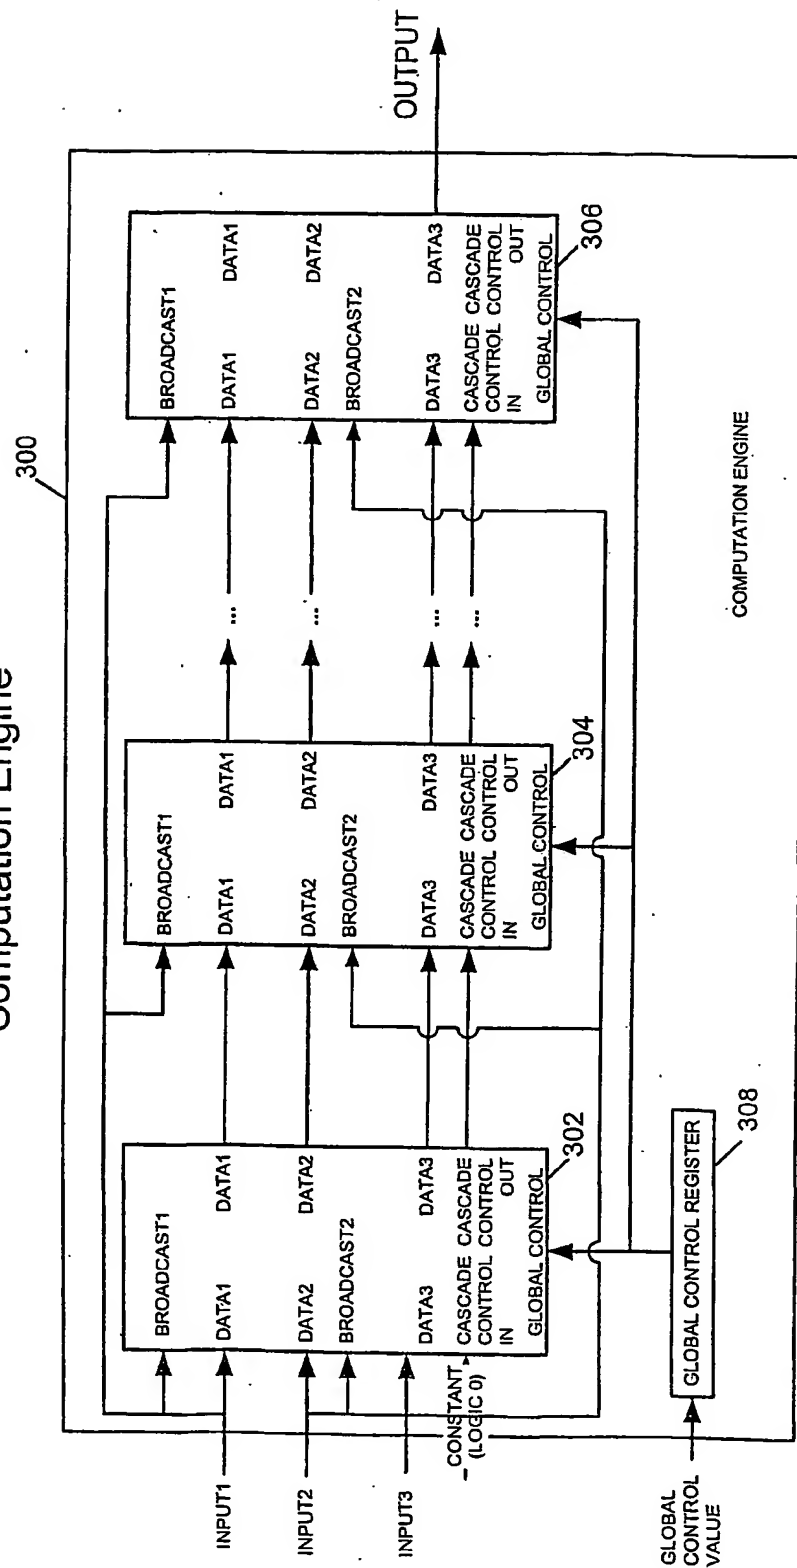 Computation Engine
300
BROADCAST1
DATA1 DATA1
DATA2 DATA2
BROADCAST2
DATA3 DATA3
CASCADE CASCADE
CONTROL CONTROL
IN OUT
GLOBAL CONTROL
302
BROADCAST1
DATA1 DATA1
DATA2 DATA2
BROADCAST2
DATA3 DATA3
CASCADE CASCADE
CONTROL CONTROL
IN OUT
GLOBAL CONTROL
304
...
...
...
...
BROADCAST1
DATA1 DATA1
DATA2 DATA2
BROADCAST2
DATA3 DATA3
CASCADE CASCADE
CONTROL CONTROL
IN OUT
GLOBAL CONTROL
306
OUTPUT
INPUT1
INPUT2
INPUT3
CONSTANT
(LOGIC 0)
GLOBAL
CONTROL
VALUE
GLOBAL CONTROL REGISTER
308
COMPUTATION ENGINE